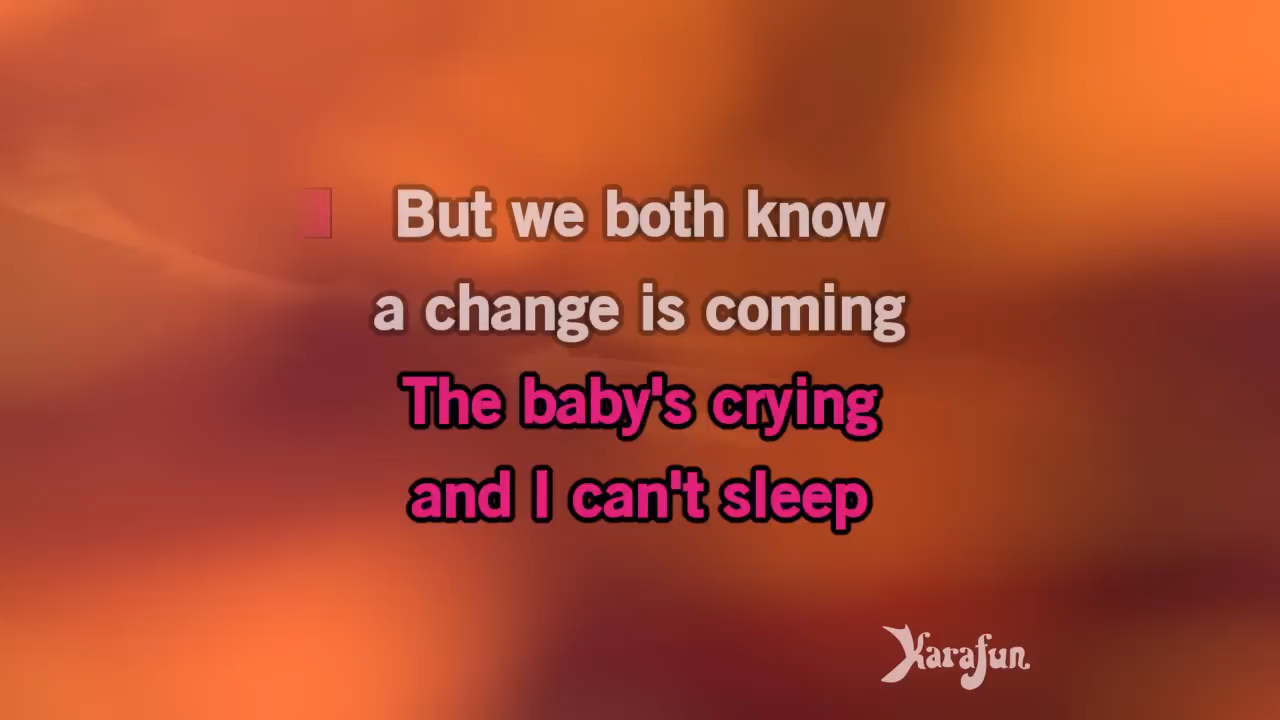 But we both know
a change is coming
The baby's crying
and I can't sleep
Karafun